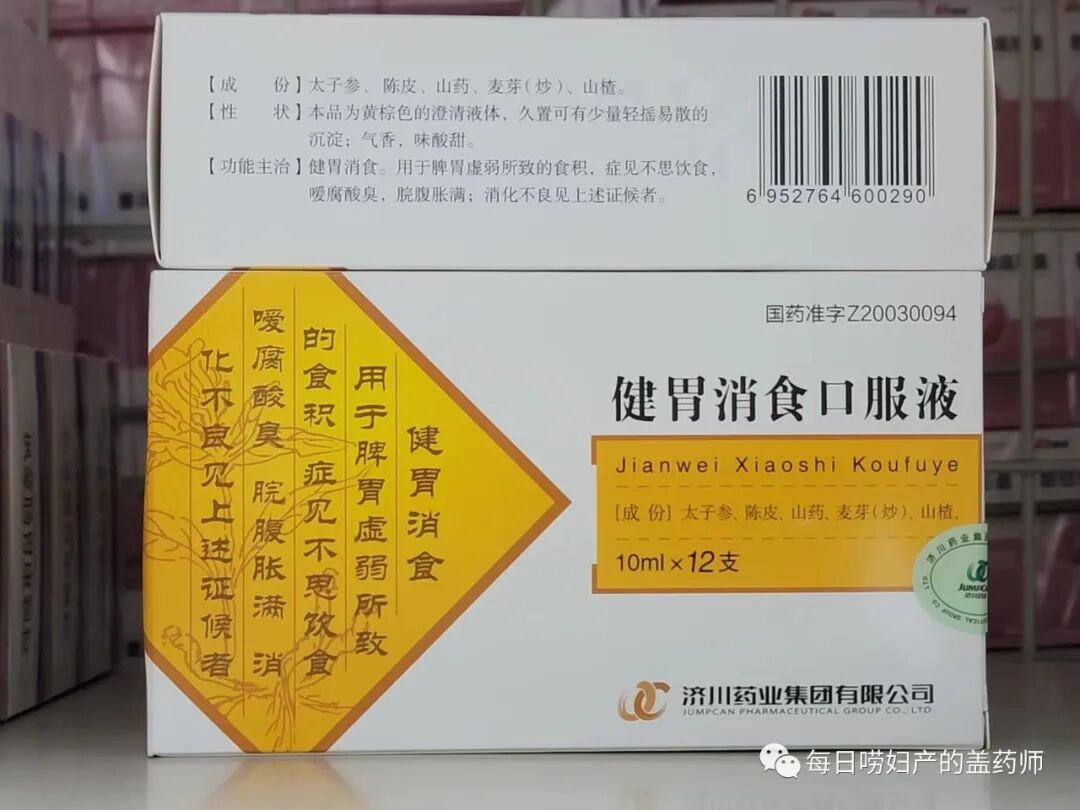 【成　份】太子参、陈皮、山药、麦芽(炒)、山楂。
【性　状】本品为黄棕色的澄清液体，久置可有少量轻摇易散的
沉淀；气香，味酸甜。
【功能主治】健胃消食。用于脾胃虚弱所致的食积，症见不思饮食，
嗳腐酸臭，脘腹胀满；消化不良见上述证候者。
6 952764 600290
健胃消食
用于脾胃虚弱所致
的食积 症见不思饮食
嗳腐酸臭 脘腹胀满 消
化不良见上述证候者
国药准字Z20030094
健胃消食口服液
Jianwei Xiaoshi Koufuye
[成份]太子参、陈皮、山药、麦芽(炒)、山楂.
10ml×12支
济川药业集
JUMPCAN
济川药业集团有限公司
JUMPCAN PHARMACEUTICAL GROUP CO., LTD.
每日唠妇产的盖药师